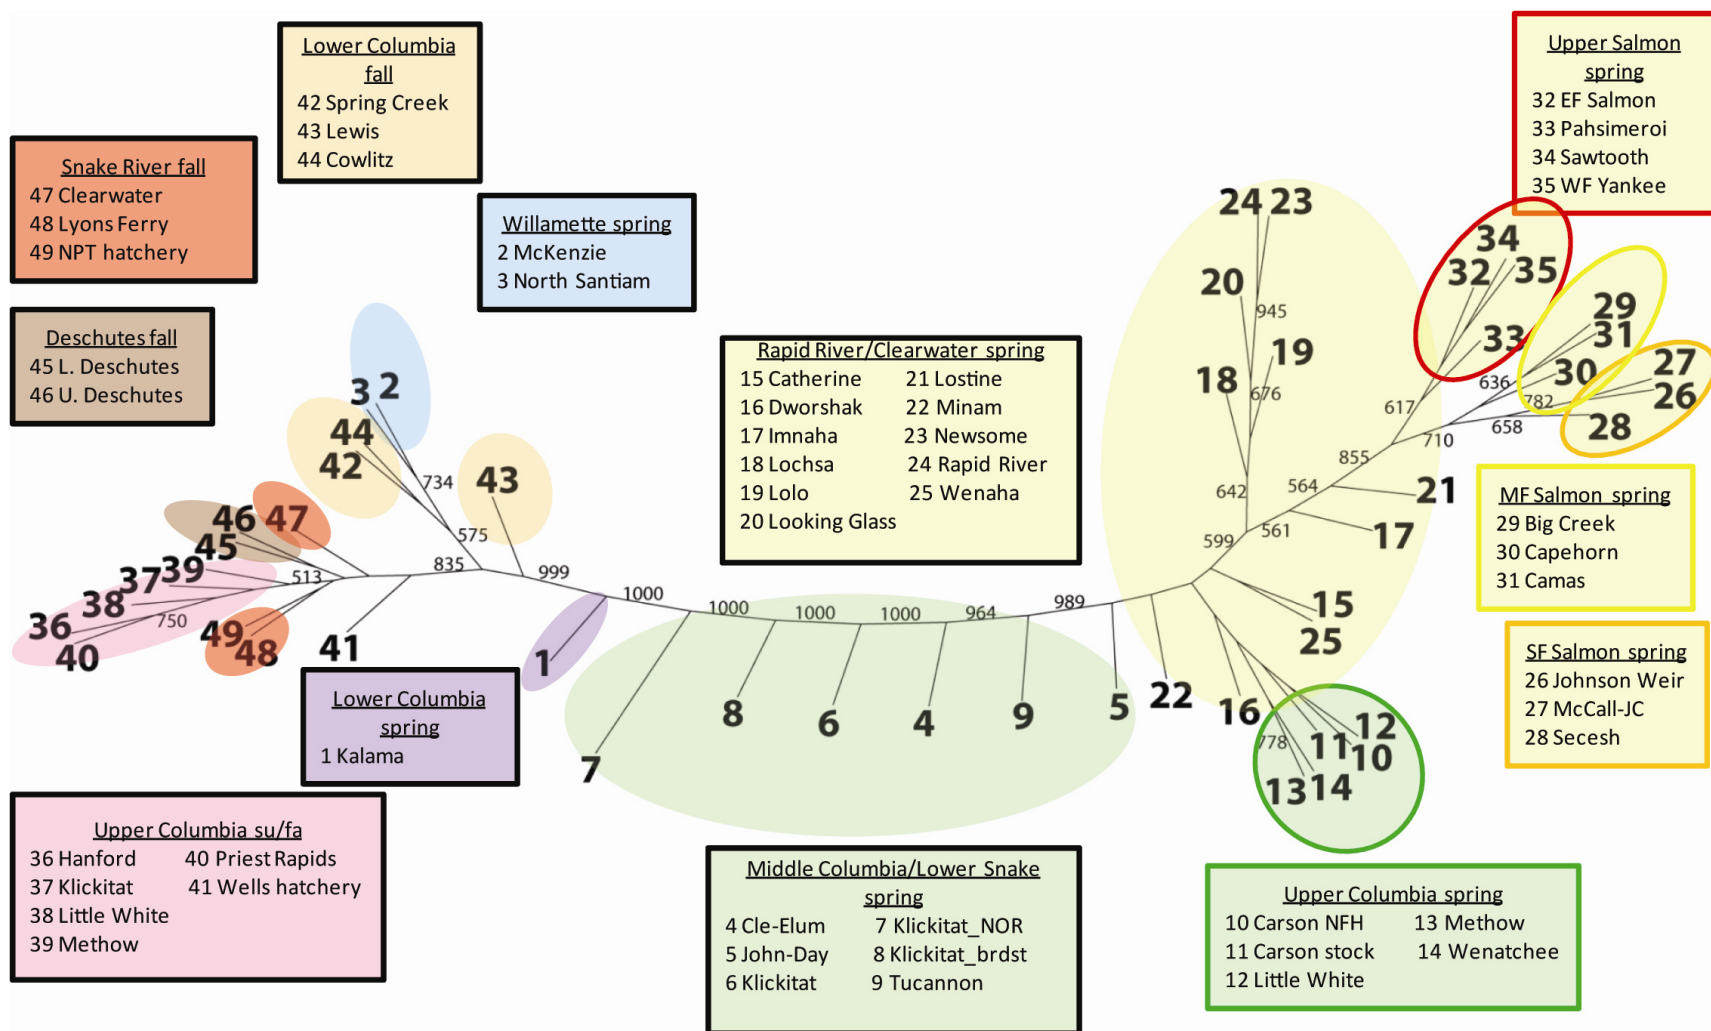 Lower Columbia
fall
42 Spring Creek
43 Lewis
44 Cowlitz
Upper Salmon
spring
32 EF Salmon
33 Pahsimeroi
34 Sawtooth
35 WF Yankee
Snake River fall
47 Clearwater
48 Lyons Ferry
49 NPT hatchery
Willamette spring
2 McKenzie
3 North Santiam
Deschutes fall
45 L. Deschutes
46 U. Deschutes
Rapid River/Clearwater spring
15 Catherine 21 Lostine
16 Dworshak 22 Minam
17 Imnaha 23 Newsome
18 Lochsa 24 Rapid River
19 Lolo 25 Wenaha
20 Looking Glass
24 23
20
945
19
18
676
642
34
32 35
33
29
31
30
636
27
26
782
28
658
617
710
855
564
21
561
17
599
15
25
3 2
44
42
734
43
575
46 47
45
835
999
39
37
513
38
36
750
40
49
48
41
1
1000
1000
1000
1000
964
989
7
8
6
4
9
5
22
16
778
12
11
10
13 14
MF Salmon spring
29 Big Creek
30 Capehorn
31 Camas
SF Salmon spring
26 Johnson Weir
27 McCall-JC
28 Secesh
Lower Columbia
spring
1 Kalama
Upper Columbia su/fa
36 Hanford 40 Priest Rapids
37 Klickitat 41 Wells hatchery
38 Little White
39 Methow
Middle Columbia/Lower Snake
spring
4 Cle-Elum 7 Klickitat_NOR
5 John-Day 8 Klickitat_brdst
6 Klickitat 9 Tucannon
Upper Columbia spring
10 Carson NFH 13 Methow
11 Carson stock 14 Wenatchee
12 Little White